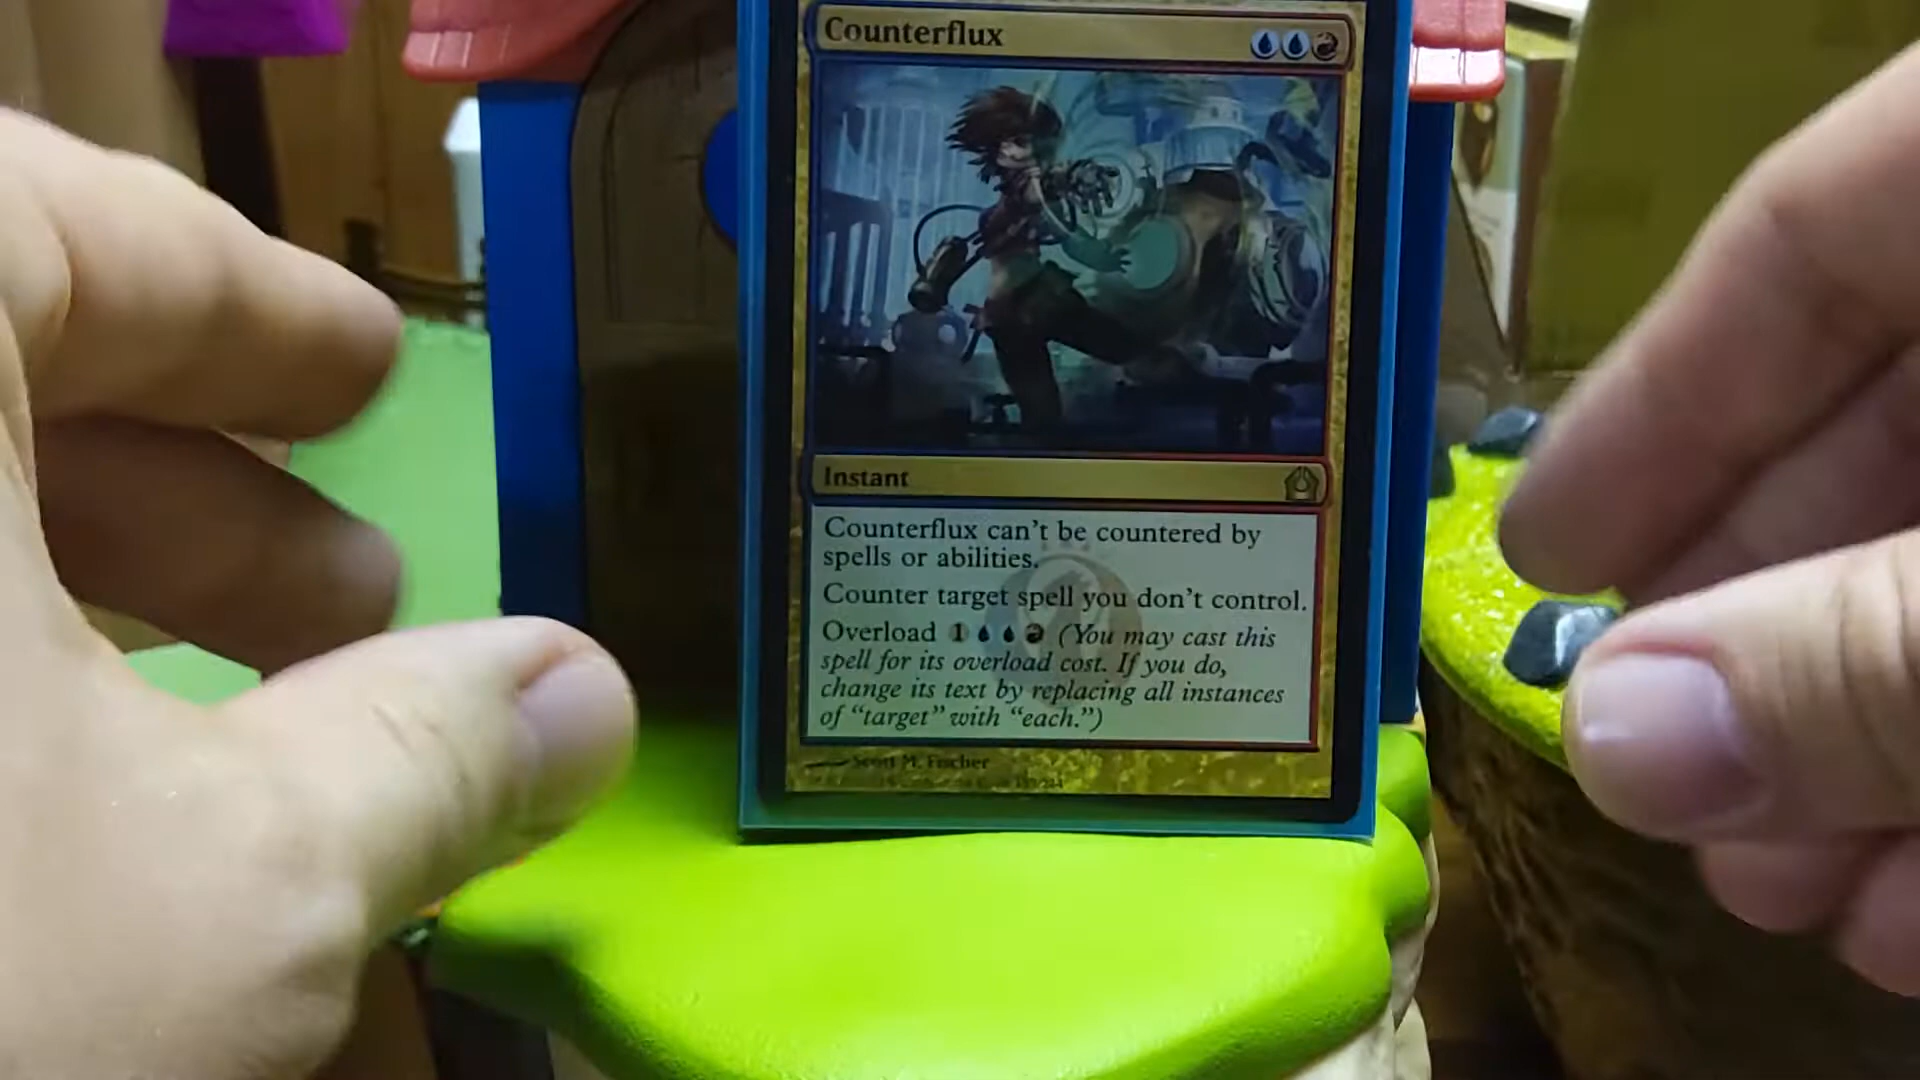 Counterflux
Instant
Counterflux can't be countered by
spells or abilities.
Counter target spell you don't control.
Overload 1 (You may cast this
spell for its overload cost. If you do,
change its text by replacing all instances
of “target” with “each.”)
Scott M. Fischer